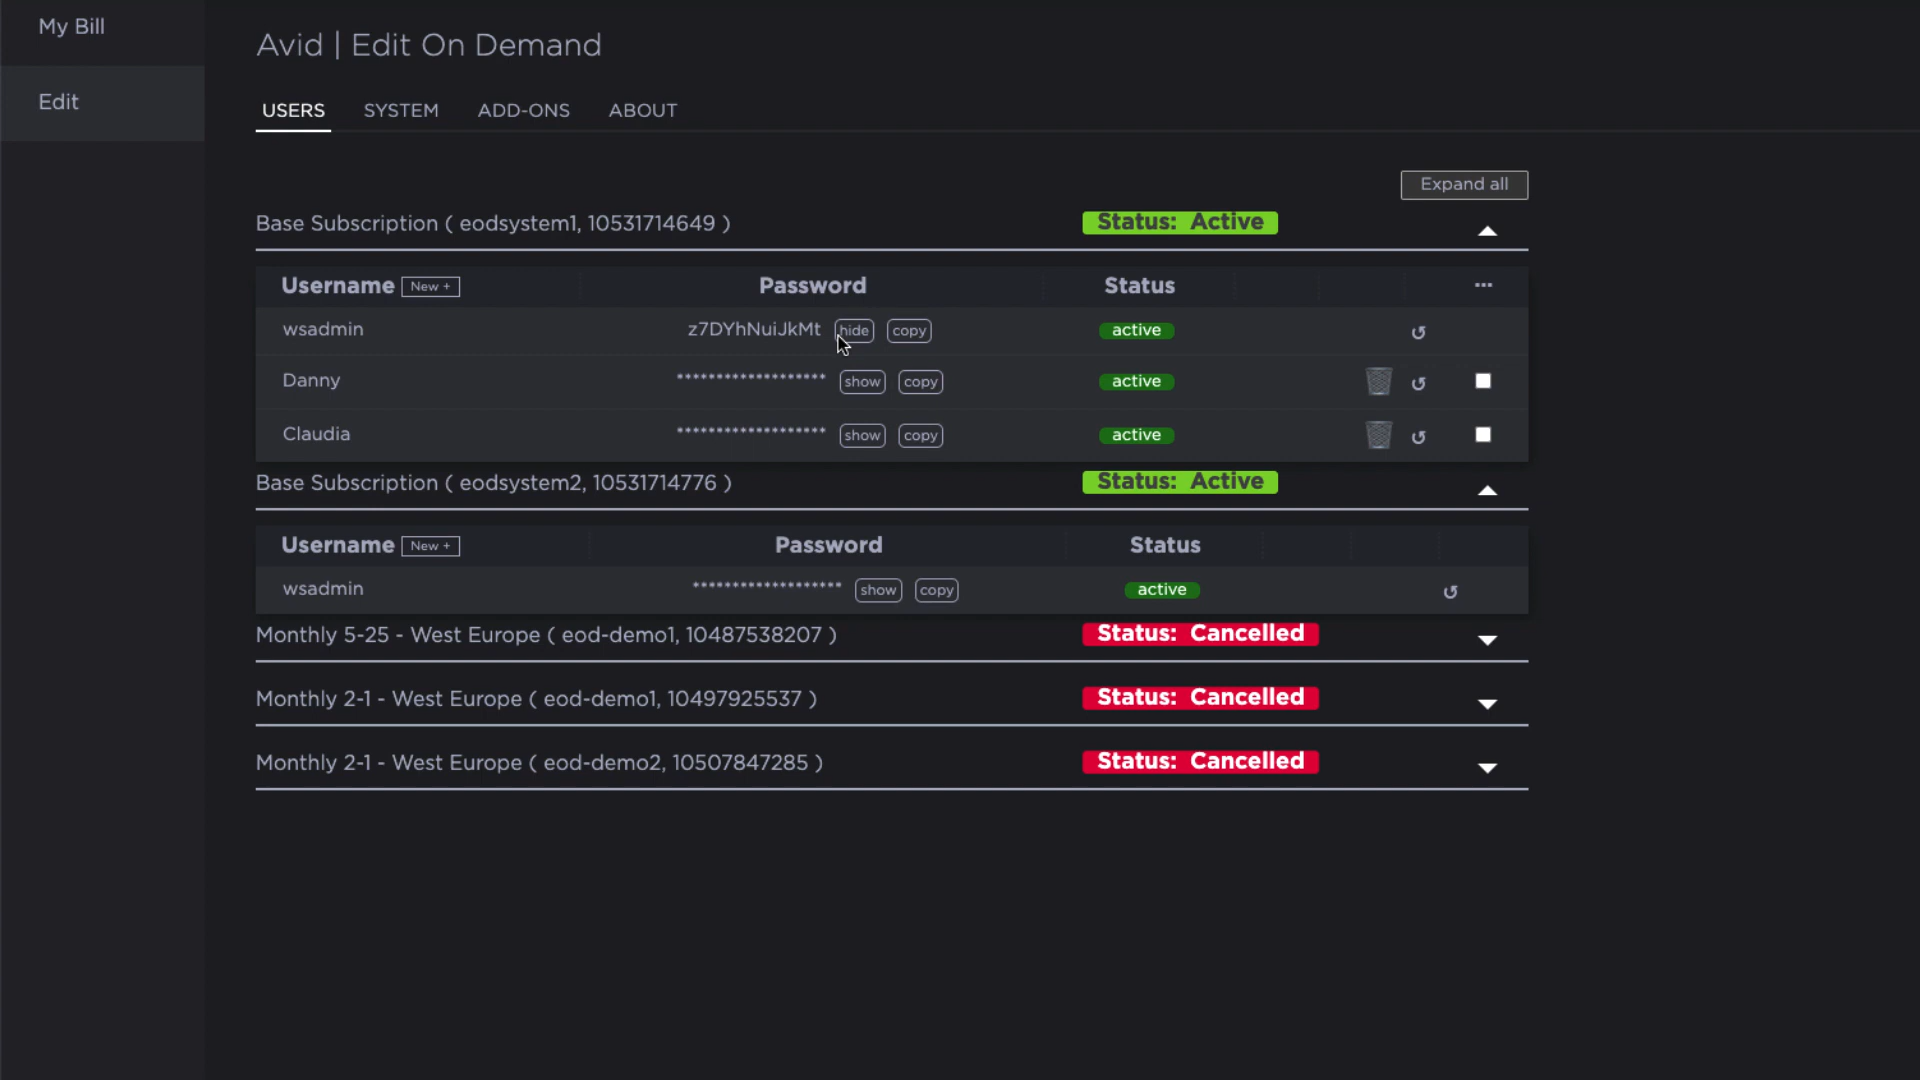 My Bill
Edit
Avid | Edit On Demand
USERS SYSTEM ADD-ONS ABOUT
Expand all
Base Subscription ( eodsystem1, 10531714649 ) Status: Active
Username New + Password Status ...
wsadmin z7DYhNuiJkMt hide copy active
Danny ******************* show copy active
Claudia ******************* show copy active
Base Subscription ( eodsystem2, 10531714776 ) Status: Active
Username New + Password Status
wsadmin ******************* show copy active
Monthly 5-25 - West Europe ( eod-demo1, 10487538207 ) Status: Cancelled
Monthly 2-1 - West Europe ( eod-demo1, 10497925537 ) Status: Cancelled
Monthly 2-1 - West Europe ( eod-demo2, 10507847285 ) Status: Cancelled